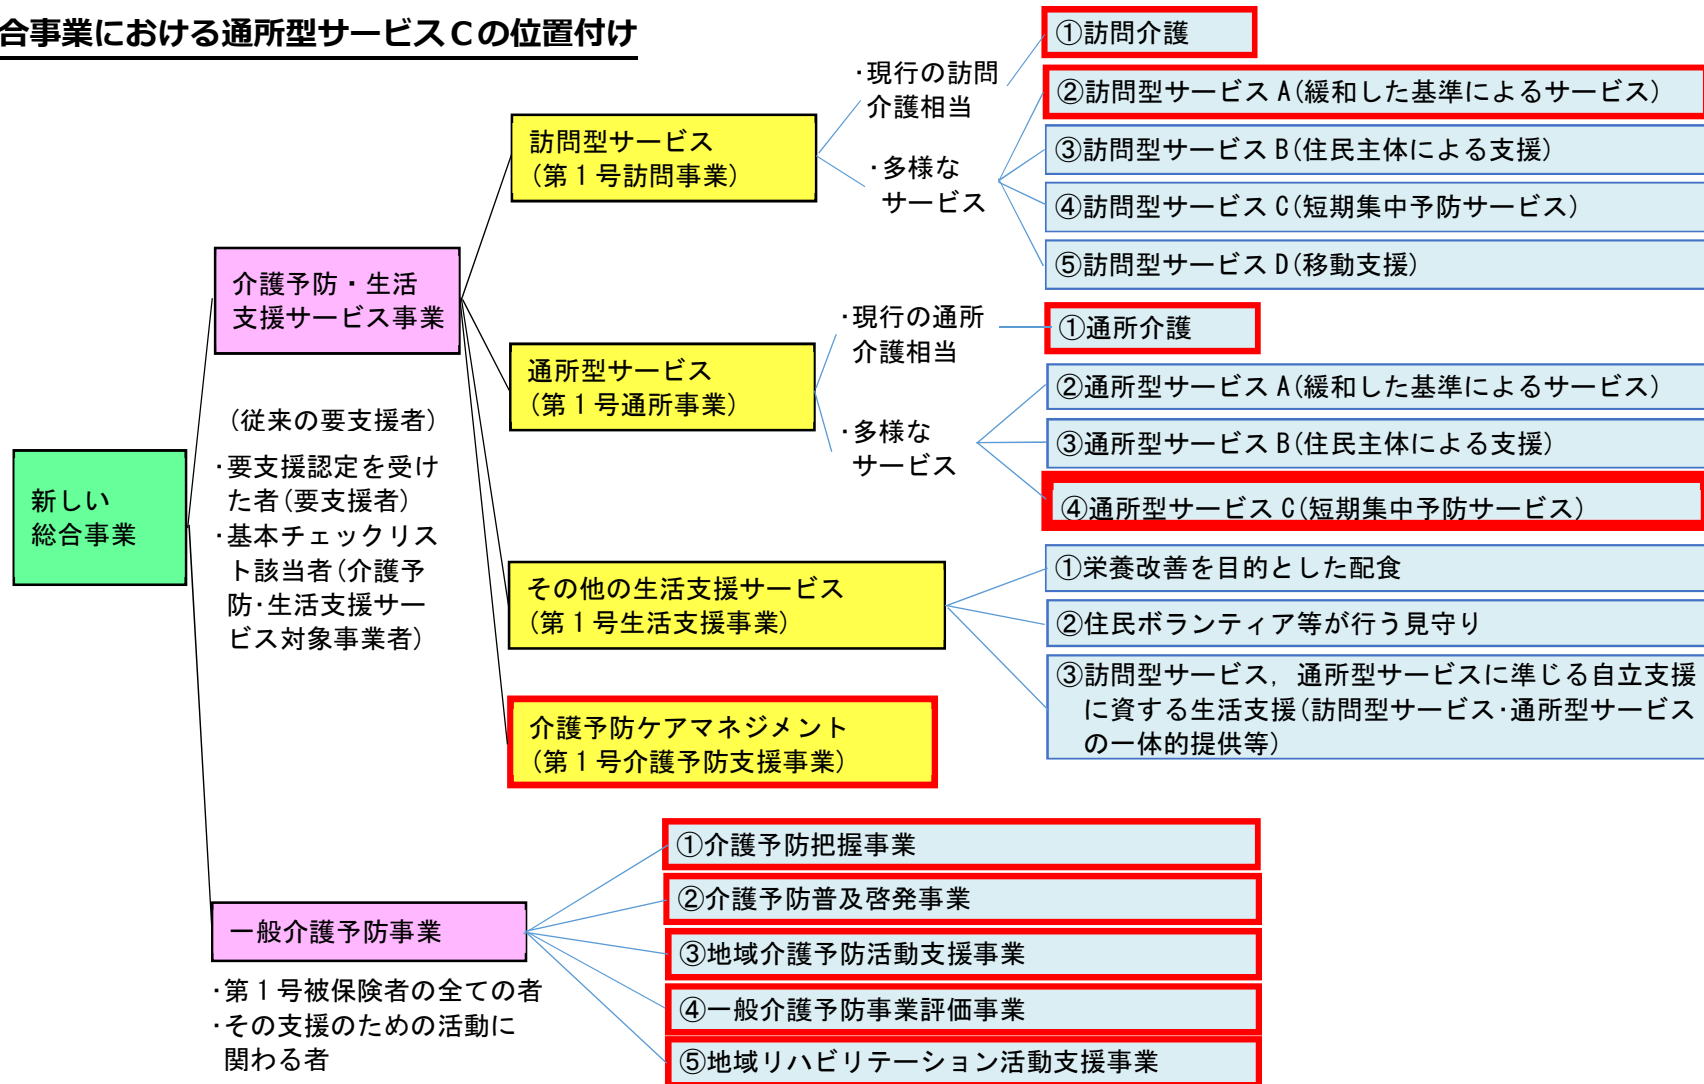 合事業における通所型サービスCの位置付け
新しい
総合事業
介護予防・生活
支援サービス事業
(従来の要支援者)
・要支援認定を受け
た者(要支援者)
・基本チェックリス
ト該当者(介護予
防・生活支援サー
ビス対象事業者)
訪問型サービス
(第1号訪問事業)
・現行の訪問
介護相当
・多様な
サービス
①訪問介護
②訪問型サービスA(緩和した基準によるサービス)
③訪問型サービスB(住民主体による支援)
④訪問型サービスC(短期集中予防サービス)
⑤訪問型サービスD(移動支援)
通所型サービス
(第1号通所事業)
・現行の通所
介護相当
・多様な
サービス
①通所介護
②通所型サービスA(緩和した基準によるサービス)
③通所型サービスB(住民主体による支援)
④通所型サービスC(短期集中予防サービス)
その他の生活支援サービス
(第1号生活支援事業)
①栄養改善を目的とした配食
②住民ボランティア等が行う見守り
③訪問型サービス，通所型サービスに準じる自立支援
に資する生活支援(訪問型サービス・通所型サービス
の一体的提供等)
介護予防ケアマネジメント
(第1号介護予防支援事業)
一般介護予防事業
・第1号被保険者の全ての者
・その支援のための活動に
関わる者
①介護予防把握事業
②介護予防普及啓発事業
③地域介護予防活動支援事業
④一般介護予防事業評価事業
⑤地域リハビリテーション活動支援事業